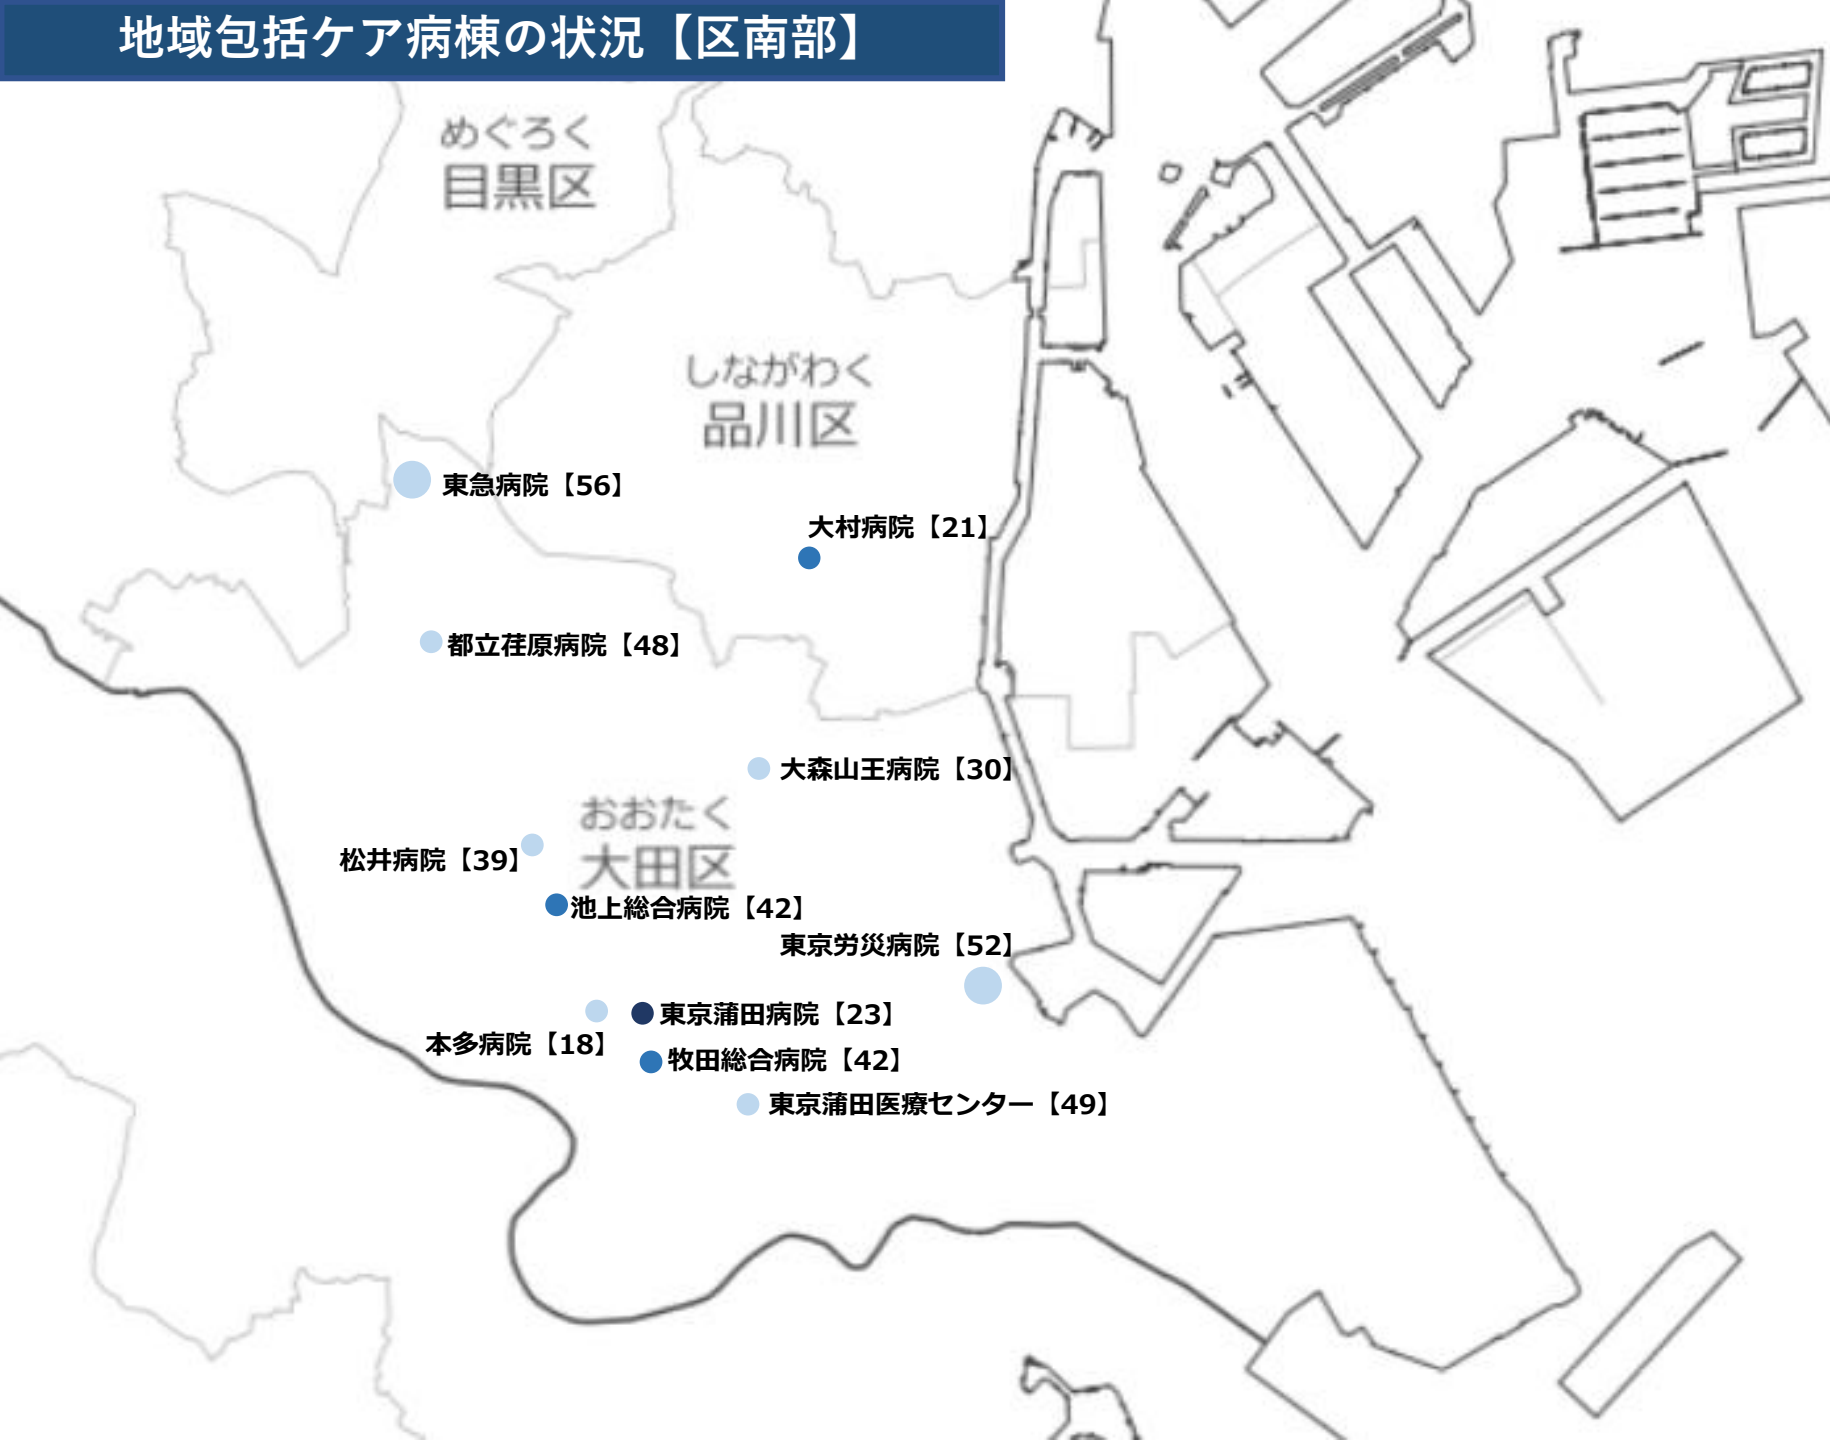 地域包括ケア病棟の状況【区南部】
めぐろく
目黒区
しながわく
品川区
東急病院【56】
大村病院【21】
都立荏原病院【48】
大森山王病院【30】
おおたく
大田区
松井病院【39】
池上総合病院【42】
東京労災病院【52】
東京蒲田病院【23】
本多病院【18】
牧田総合病院【42】
東京蒲田医療センター【49】